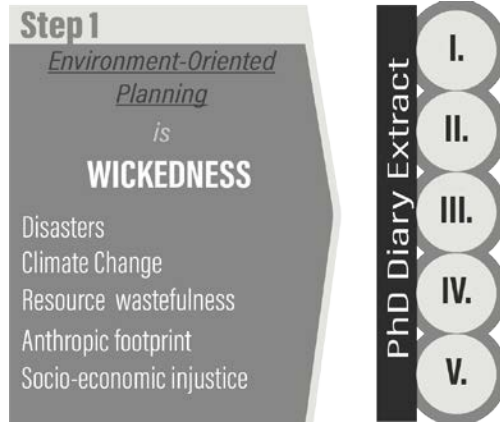 Step 1
Environment-Oriented
Planning
is
WICKEDNESS
Disasters
Climate Change
Resource wastefulness
Anthropic footprint
Socio-economic injustice
PhD Diary Extract
I.
II.
III.
IV.
V.